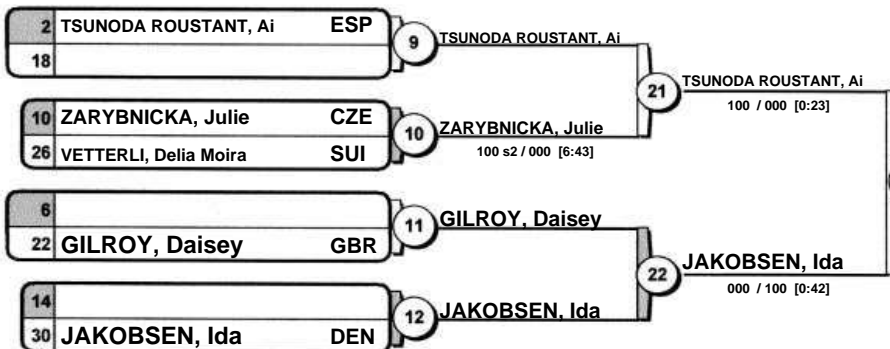 2 TSUNODA ROUSTANT, Ai ESP
18
9
TSUNODA ROUSTANT, Ai
10 ZARYBNICKA, Julie CZE
26 VETTERLI, Delia Moira SUI
10
ZARYBNICKA, Julie
100 s2 / 000 [6:43]
21
TSUNODA ROUSTANT, Ai
100 / 000 [0:23]
6
22 GILROY, Daisey GBR
11
GILROY, Daisey
14
30 JAKOBSEN, Ida DEN
12
JAKOBSEN, Ida
22
JAKOBSEN, Ida
000 / 100 [0:42]